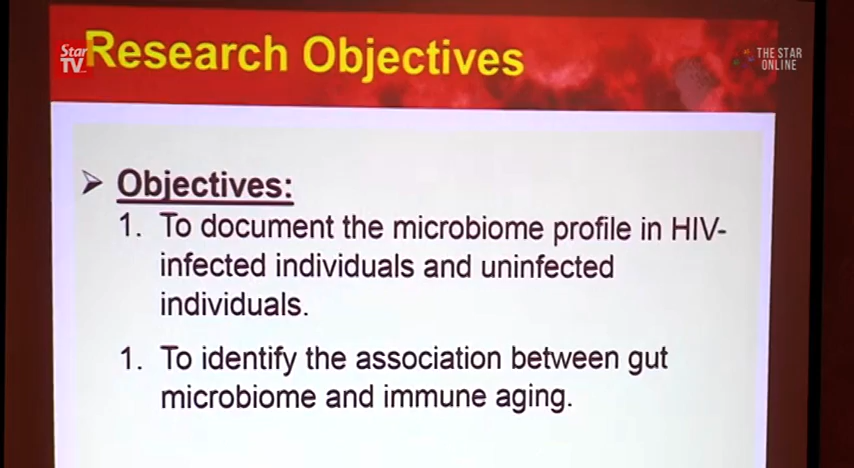 Star
TV
Research Objectives
THE STAR
ONLINE
➢ Objectives:
1. To document the microbiome profile in HIV-
infected individuals and uninfected
individuals.
1. To identify the association between gut
microbiome and immune aging.